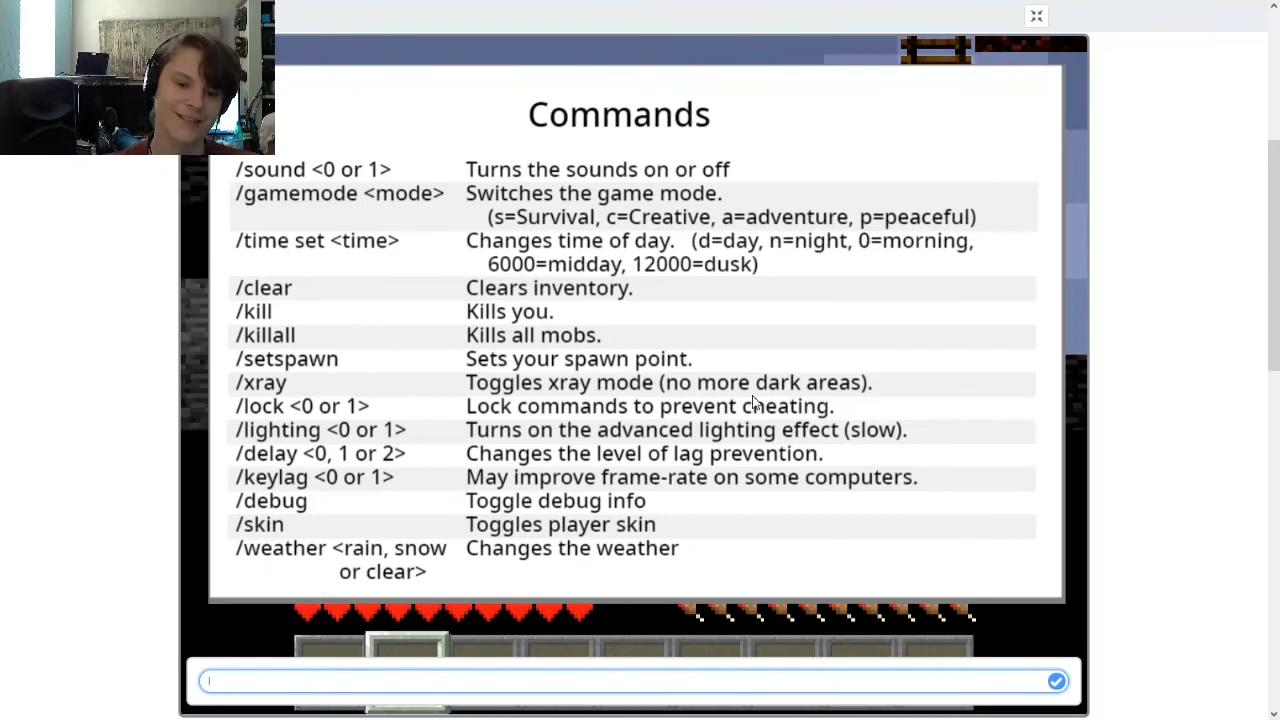 Commands
/sound <0 or 1> Turns the sounds on or off
/gamemode <mode> Switches the game mode.
(s=Survival, c=Creative, a=adventure, p=peaceful)
/time set <time> Changes time of day. (d=day, n=night, 0=morning,
6000=midday, 12000=dusk)
/clear Clears inventory.
/kill Kills you.
/killall Kills all mobs.
/setspawn Sets your spawn point.
/xray Toggles xray mode (no more dark areas).
/lock <0 or 1> Lock commands to prevent cheating.
/lighting <0 or 1> Turns on the advanced lighting effect (slow).
/delay <0, 1 or 2> Changes the level of lag prevention.
/keylag <0 or 1> May improve frame-rate on some computers.
/debug Toggle debug info
/skin Toggles player skin
/weather <rain, snow Changes the weather
or clear>